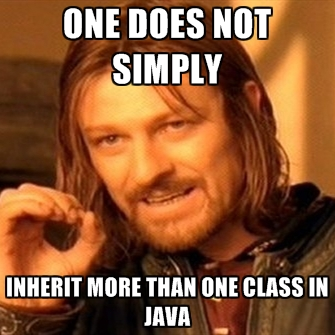 ONE DOES NOT
SIMPLY
INHERIT MORE THAN ONE CLASS IN
JAVA